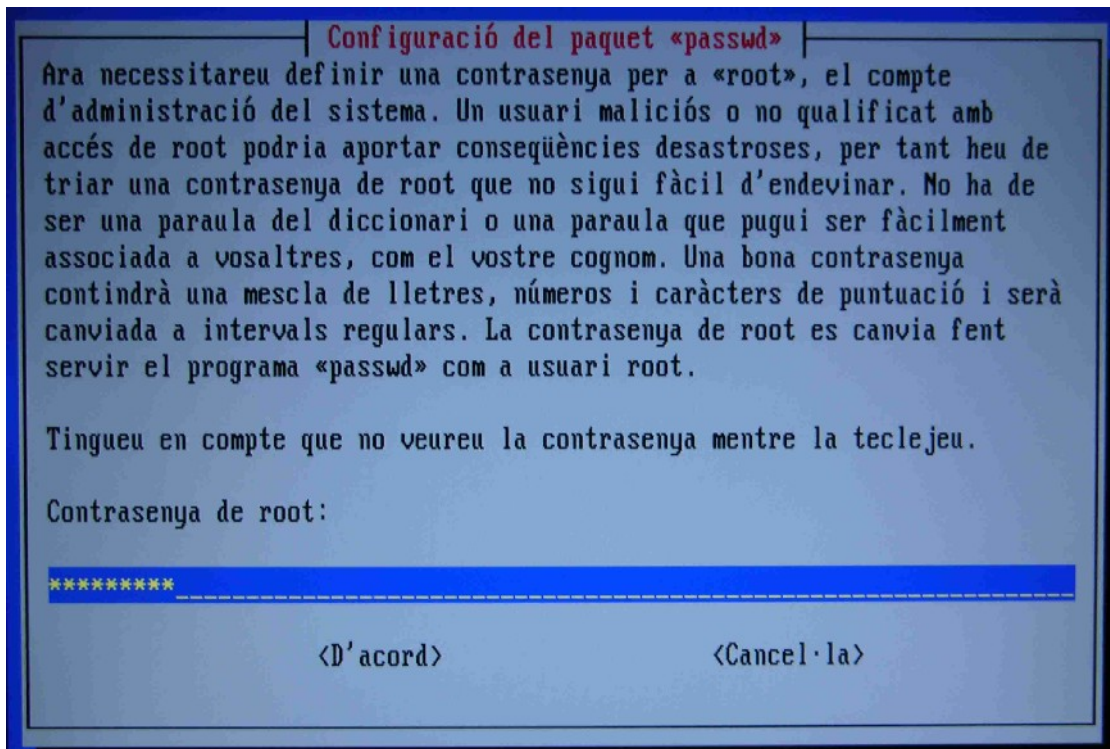 Configuració del paquet «passwd»
Ara necessitareu definir una contrasenya per a «root», el compte
d'administració del sistema. Un usuari maliciós o no qualificat amb
accés de root podria aportar conseqüències desastroses, per tant heu de
triar una contrasenya de root que no sigui fàcil d'endevinar. No ha de
ser una paraula del diccionari o una paraula que pugui ser fàcilment
associada a vosaltres, com el vostre cognom. Una bona contrasenya
contindrà una mescla de lletres, números i caràcters de puntuació i serà
canviada a intervals regulars. La contrasenya de root es canvia fent
servir el programa «passwd» com a usuari root.
Tingueu en compte que no veureu la contrasenya mentre la teclejeu.
Contrasenya de root:
*********
<D'acord> <Cancel·la>